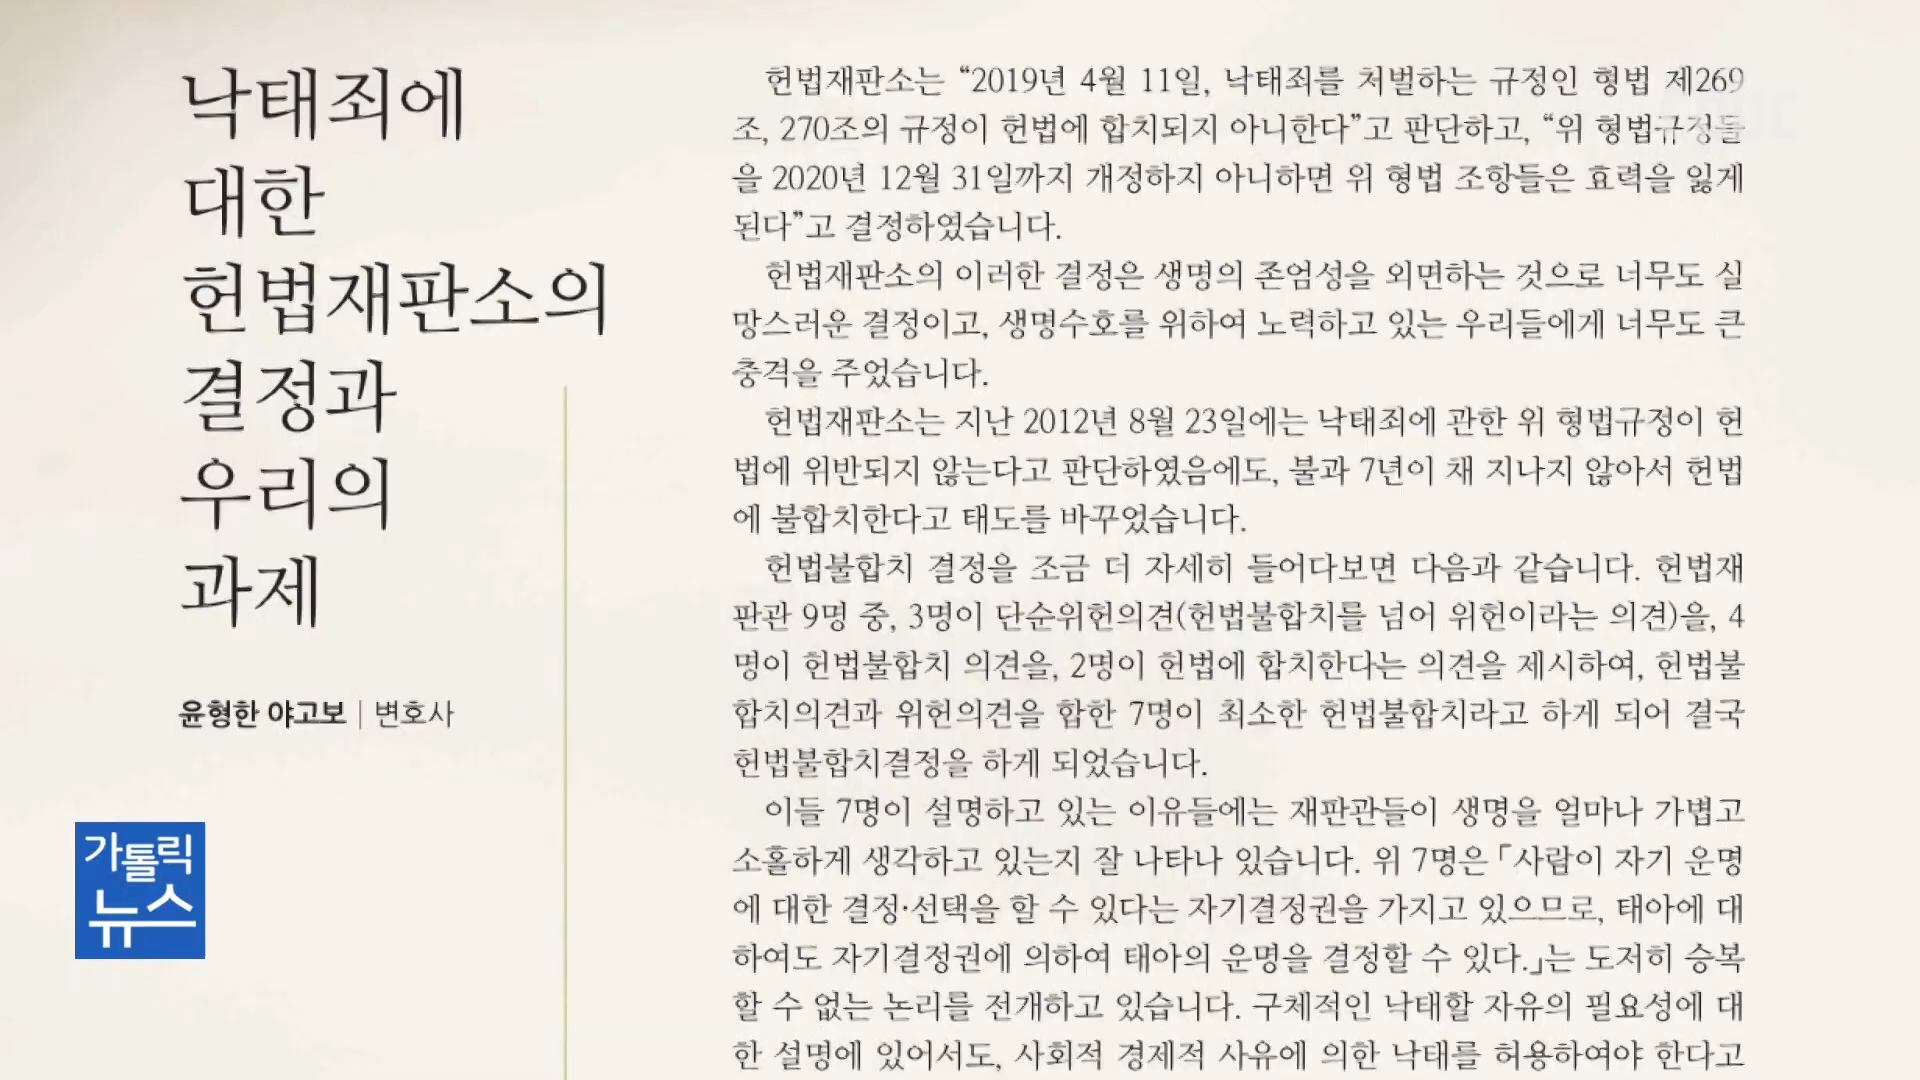 낙태죄에
대한
헌법재판소의
결정과
우리의
과제
윤형한 야고보 | 변호사
헌법재판소는 “2019년 4월 11일, 낙태죄를 처벌하는 규정인 형법 제269
조, 270조의 규정이 헌법에 합치되지 아니한다”고 판단하고, “위 형법규정들
을 2020년 12월 31일까지 개정하지 아니하면 위 형법 조항들은 효력을 잃게
된다”고 결정하였습니다.
헌법재판소의 이러한 결정은 생명의 존엄성을 외면하는 것으로 너무도 실
망스러운 결정이고, 생명수호를 위하여 노력하고 있는 우리들에게 너무도 큰
충격을 주었습니다.
헌법재판소는 지난 2012년 8월 23일에는 낙태죄에 관한 위 형법규정이 헌
법에 위반되지 않는다고 판단하였음에도, 불과 7년이 채 지나지 않아서 헌법
에 불합치한다고 태도를 바꾸었습니다.
헌법불합치 결정을 조금 더 자세히 들어다보면 다음과 같습니다. 헌법재
판관 9명 중, 3명이 단순위헌의견(헌법불합치를 넘어 위헌이라는 의견)을, 4
명이 헌법불합치 의견을, 2명이 헌법에 합치한다는 의견을 제시하여, 헌법불
합치의견과 위헌의견을 합한 7명이 최소한 헌법불합치라고 하게 되어 결국
헌법불합치결정을 하게 되었습니다.
이들 7명이 설명하고 있는 이유들에는 재판관들이 생명을 얼마나 가볍고
소홀하게 생각하고 있는지 잘 나타나 있습니다. 위 7명은 「사람이 자기 운명
에 대한 결정·선택을 할 수 있다는 자기결정권을 가지고 있으므로, 태아에 대
하여도 자기결정권에 의하여 태아의 운명을 결정할 수 있다.」는 도저히 승복
할 수 없는 논리를 전개하고 있습니다. 구체적인 낙태할 자유의 필요성에 대
한 설명에 있어서도, 사회적 경제적 사유에 의한 낙태를 허용하여야 한다고
가톨릭
뉴스